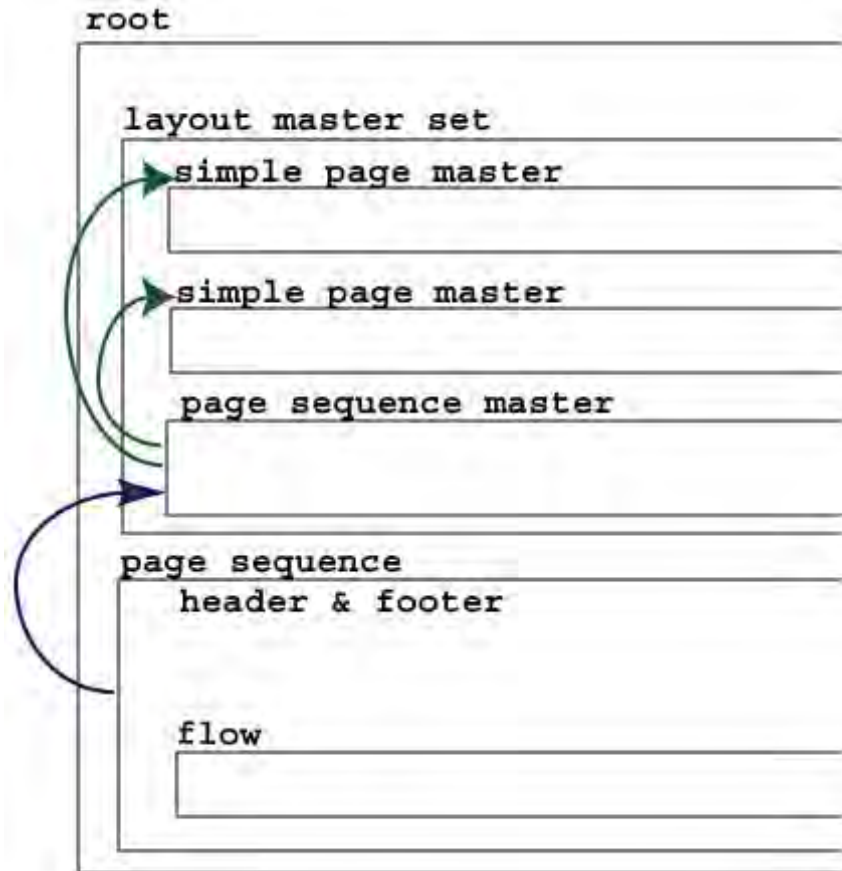 root
layout master set
simple page master
simple page master
page sequence master
page sequence
header & footer
flow